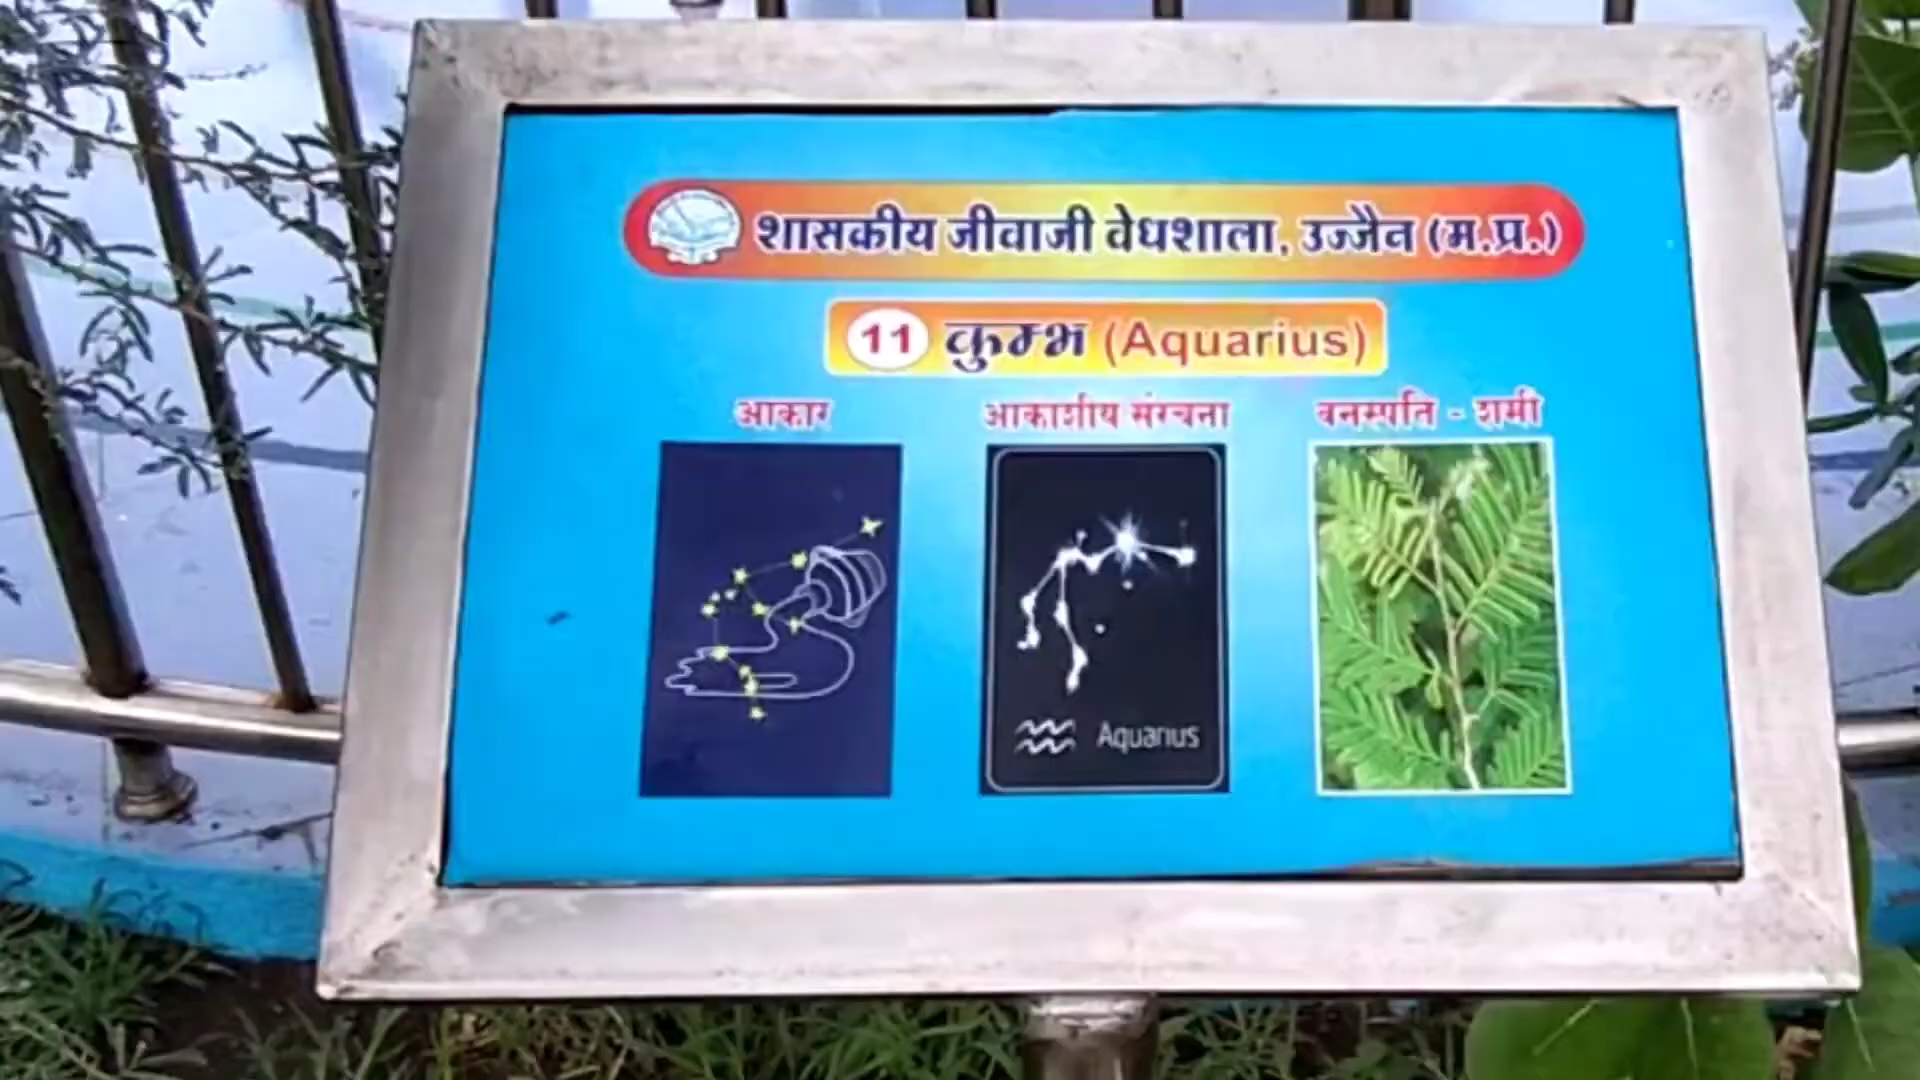 शासकीय जीवाजी वेधशाला, उज्जैन (म.प्र.)
11 कुम्भ (Aquarius)
आकार
आकाशीय संरचना
वनस्पति - शमी
Aquarius